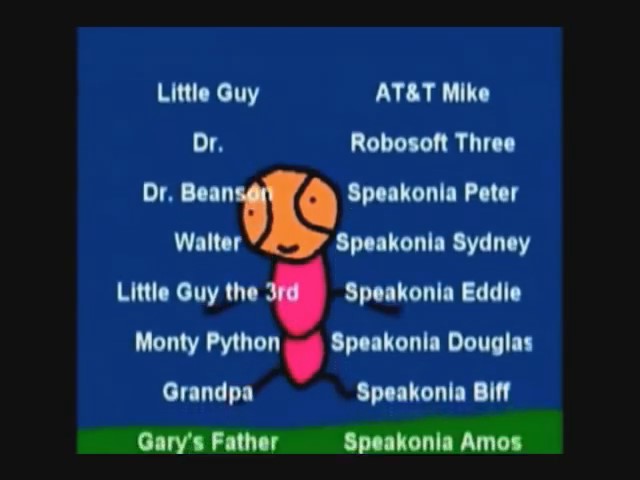 Little Guy AT&T Mike
Dr. Robosoft Three
Dr. Beanson Speakonia Peter
Walter Speakonia Sydney
Little Guy the 3rd Speakonia Eddie
Monty Python Speakonia Douglas
Grandpa Speakonia Biff
Gary's Father Speakonia Amos